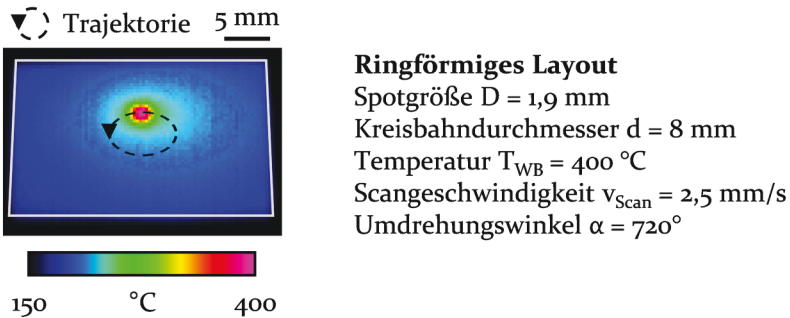 Trajektorie 5 mm
Ringförmiges Layout
Spotgröße D = 1,9 mm
Kreisbahndurchmesser d = 8 mm
Temperatur T_WB = 400 °C
Scangeschwindigkeit v_Scan = 2,5 mm/s
Umdrehungswinkel α = 720°
150 °C 400